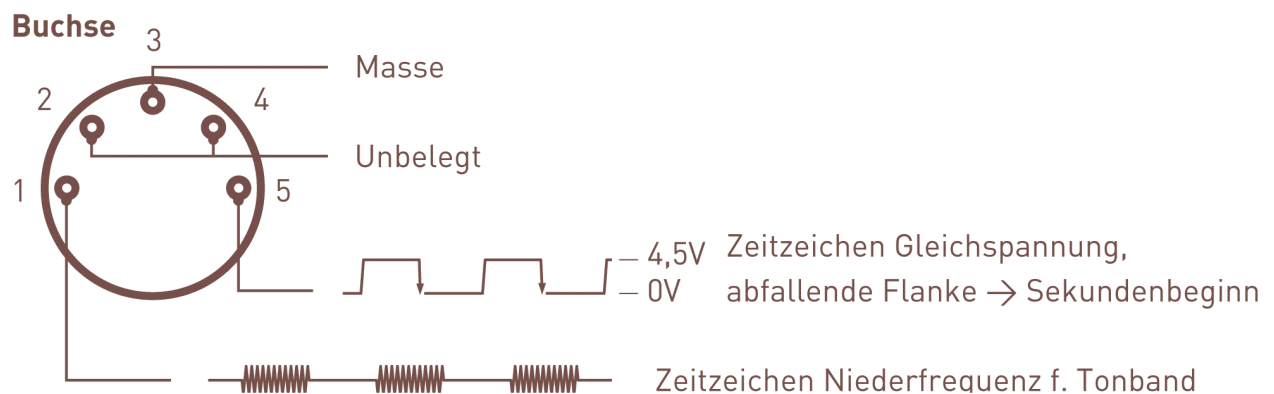 Buchse
3
Masse
2
4
Unbelegt
1
5
4,5V
Zeitzeichen Gleichspannung,
0V
abfallende Flanke → Sekundenbeginn
Zeitzeichen Niederfrequenz f. Tonband